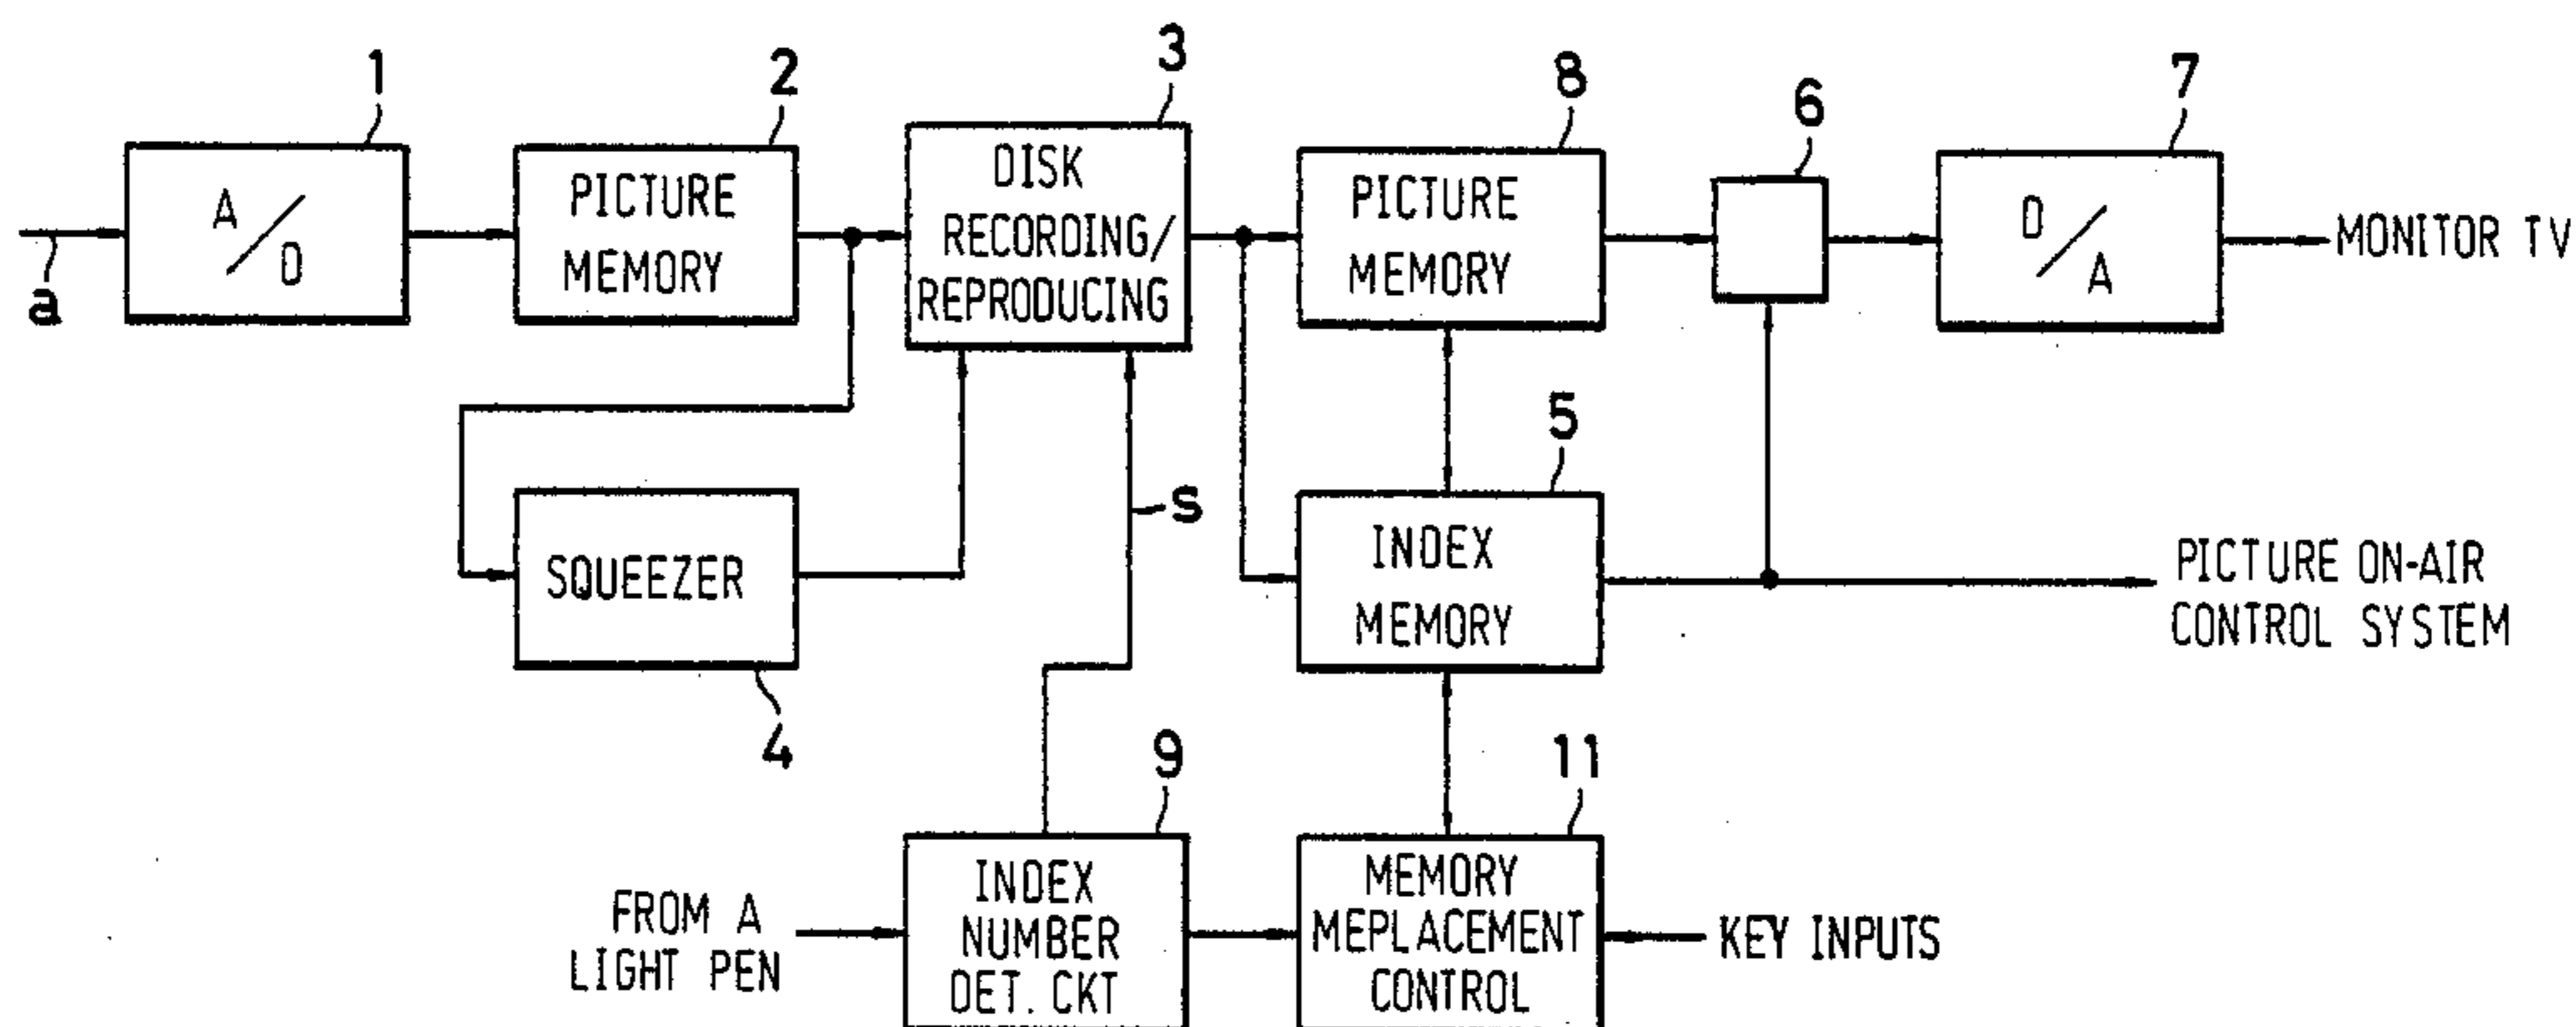 1
2
3
8
6
7
a
A/D
PICTURE
MEMORY
DISK
RECORDING/
REPRODUCING
PICTURE
MEMORY
D/A
MONITOR TV
SQUEEZER
4
s
5
INDEX
MEMORY
PICTURE ON-AIR
CONTROL SYSTEM
9
11
FROM A
LIGHT PEN
INDEX
NUMBER
DET. CKT
MEMORY
MEPLACEMENT
CONTROL
KEY INPUTS